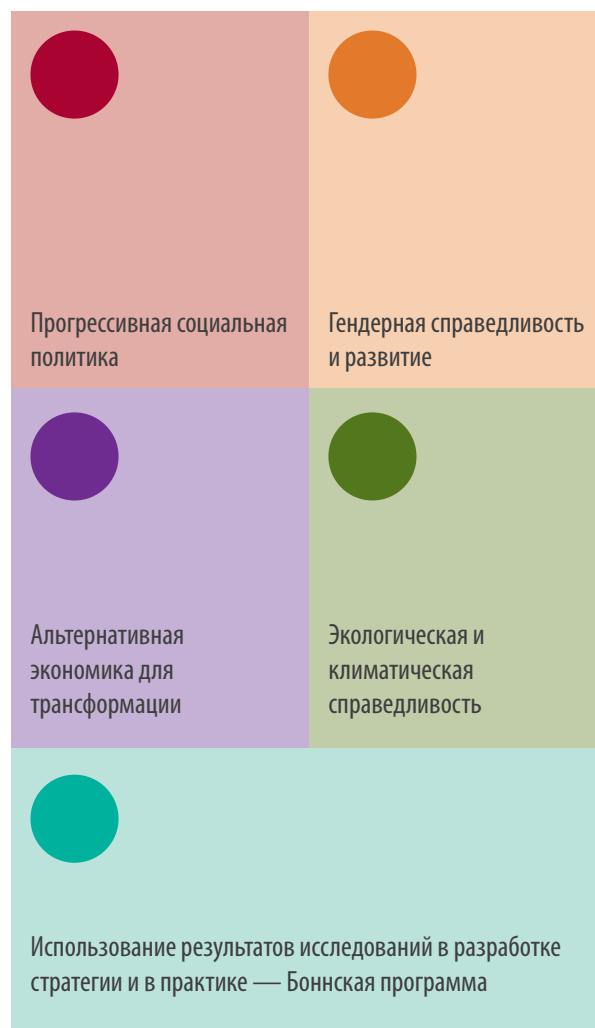 Прогрессивная социальная
политика
Гендерная справедливость
и развитие
Альтернативная
экономика для
трансформации
Экологическая и
климатическая
справедливость
Использование результатов исследований в разработке
стратегии и в практике — Боннская программа